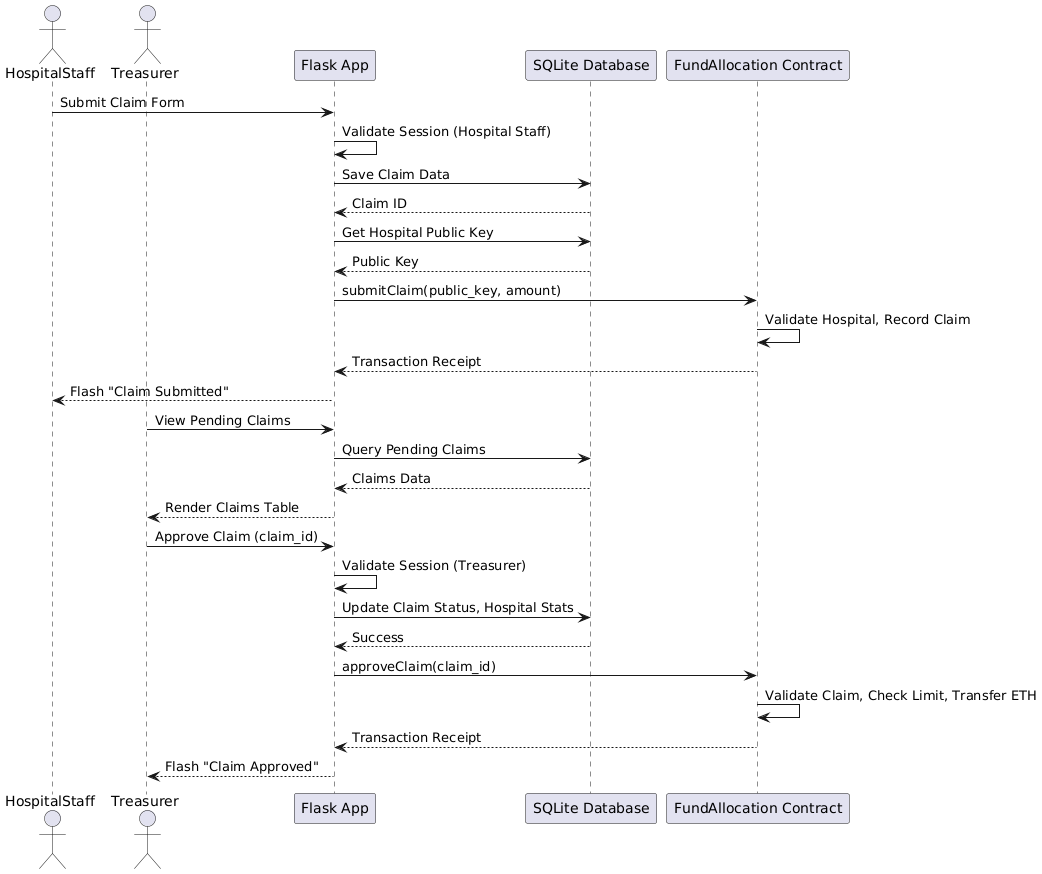 HospitalStaff
Treasurer
Flask App
SQLite Database
FundAllocation Contract
Submit Claim Form
Validate Session (Hospital Staff)
Save Claim Data
Claim ID
Get Hospital Public Key
Public Key
submitClaim(public_key, amount)
Validate Hospital, Record Claim
Transaction Receipt
Flash "Claim Submitted"
View Pending Claims
Query Pending Claims
Claims Data
Render Claims Table
Approve Claim (claim_id)
Validate Session (Treasurer)
Update Claim Status, Hospital Stats
Success
approveClaim(claim_id)
Validate Claim, Check Limit, Transfer ETH
Transaction Receipt
Flash "Claim Approved"
HospitalStaff
Treasurer
Flask App
SQLite Database
FundAllocation Contract